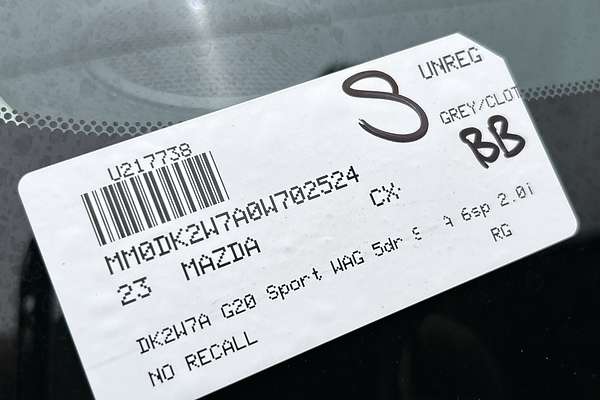 S UNREG
U217738 GREY/CLOT
BB
MM0DK2W7A0W702524
23 MAZDA CX-
DK2W7A G20 Sport WAG 5dr S A 6sp 2.0i
NO RECALL RG